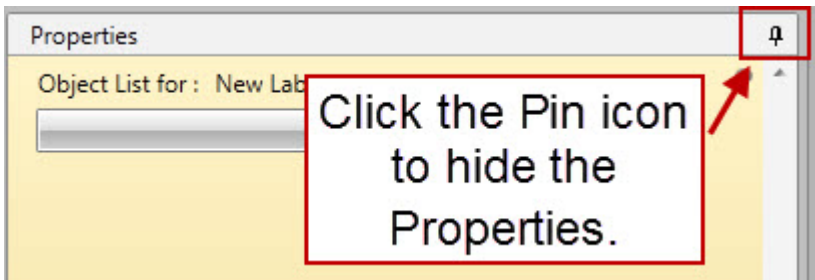 Properties
Object List for : New Lab
Click the Pin icon
to hide the
Properties.